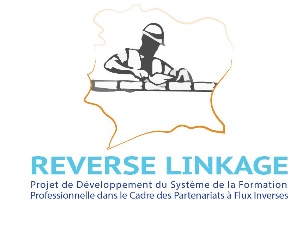 REVERSE LINKAGE
Projet de Développement du Système de la Formation
Professionnelle dans le Cadre des Partenariats à Flux Inverses